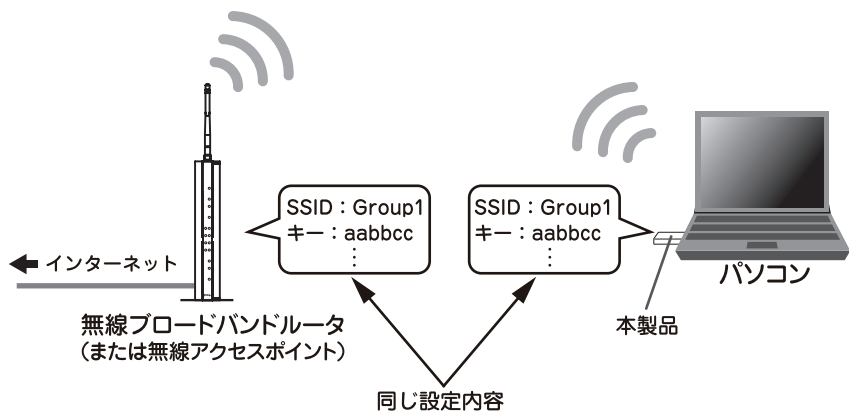 SSID：Group1
キー：aabbcc
⋮
SSID：Group1
キー：aabbcc
⋮
インターネット
パソコン
無線ブロードバンドルータ
（または無線アクセスポイント）
本製品
同じ設定内容